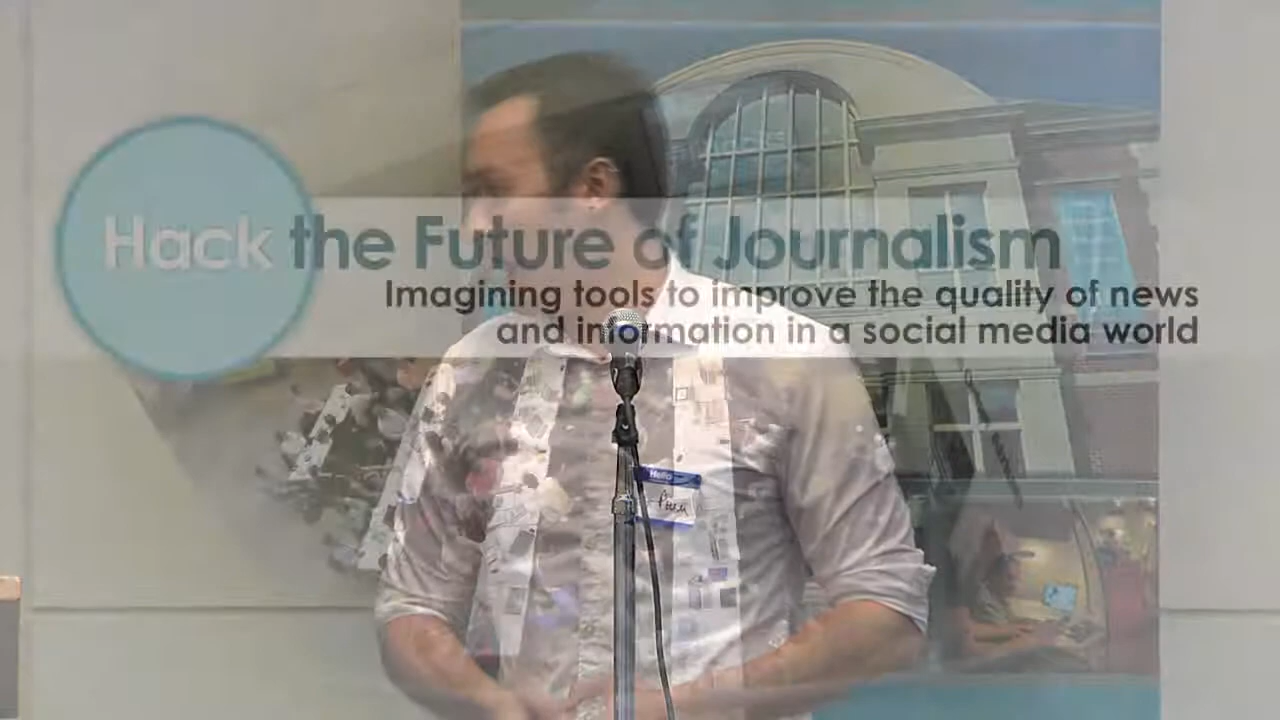 Hack the Future of Journalism
Imagining tools to improve the quality of news
and information in a social media world
Hello